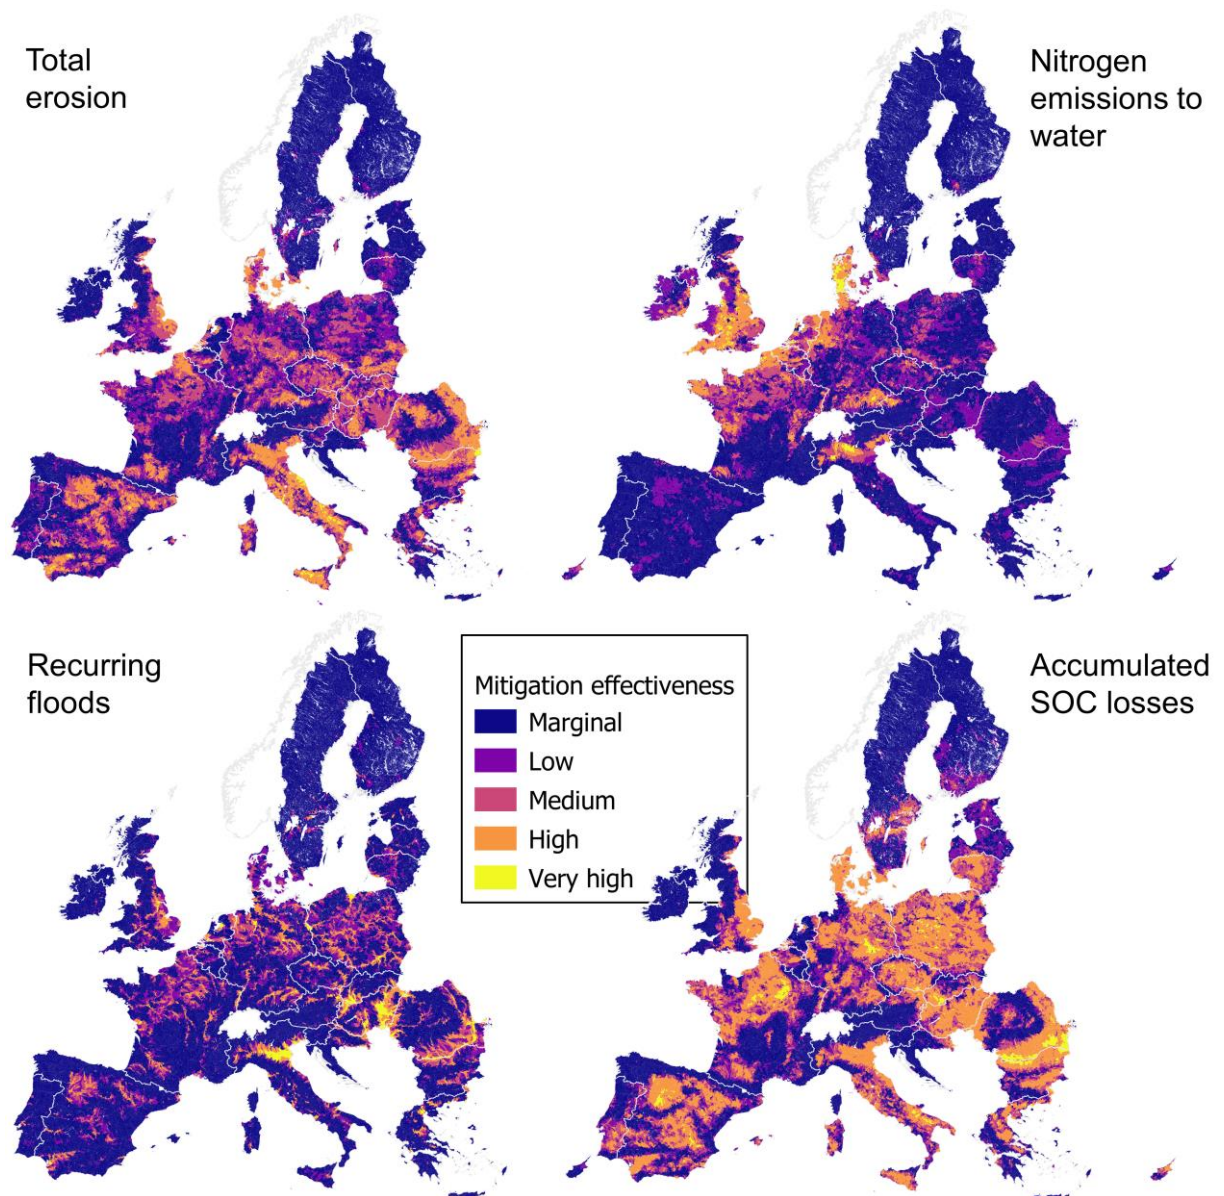 Total
erosion
Nitrogen
emissions to
water
Recurring
floods
Mitigation effectiveness
Marginal
Low
Medium
High
Very high
Accumulated
SOC losses